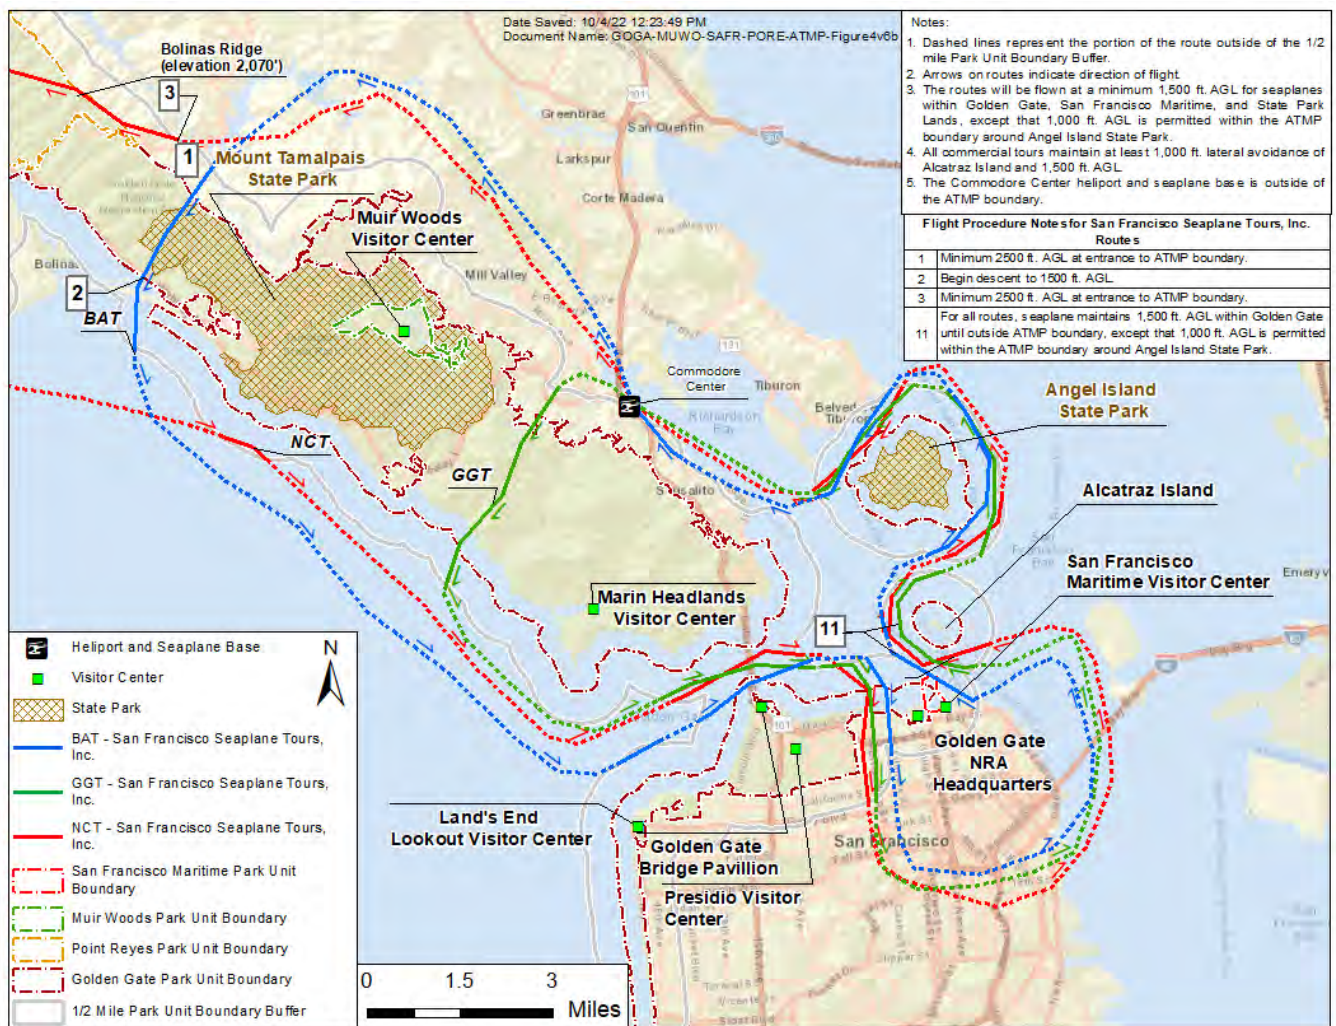 Date Saved: 10/4/22 12:23:49 PM
Document Name: GOGA-MUWO-SAFR-PORE-ATMP-Figure4v6b
Notes:
1. Dashed lines represent the portion of the route outside of the 1/2
mile Park Unit Boundary Buffer.
2. Arrows on routes indicate direction of flight.
3. The routes will be flown at a minimum 1,500 ft. AGL for seaplanes
within Golden Gate, San Francisco Maritime, and State Park
Lands, except that 1,000 ft. AGL is permitted within the ATMP
boundary around Angel Island State Park.
4. All commercial tours maintain at least 1,000 ft. lateral avoidance of
Alcatraz Island and 1,500 ft. AGL.
5. The Commodore Center heliport and seaplane base is outside of
the ATMP boundary.
Flight Procedure Notes for San Francisco Seaplane Tours, Inc.
Routes
1 Minimum 2500 ft. AGL at entrance to ATMP boundary.
2 Begin descent to 1500 ft. AGL.
3 Minimum 2500 ft. AGL at entrance to ATMP boundary.
11 For all routes, seaplane maintains 1,500 ft. AGL within Golden Gate
until outside ATMP boundary, except that 1,000 ft. AGL is permitted
within the ATMP boundary around Angel Island State Park.
Bolinas Ridge
(elevation 2,070')
3
1
2
11
Mount Tamalpais
State Park
Muir Woods
Visitor Center
BAT
NCT
GGT
Greenbrae
San Quentin
Larkspur
Corte Madera
Mill Valley
101
131
Commodore
Center
Tiburon
Richardson
Bay
Sausalito
Angel Island
State Park
Alcatraz Island
San Francisco
Maritime Visitor Center
Marin Headlands
Visitor Center
Golden Gate
NRA
Headquarters
San Francisco
Land's End
Lookout Visitor Center
Golden Gate
Bridge Pavillion
Presidio Visitor
Center
101
80
Heliport and Seaplane Base
Visitor Center
State Park
BAT - San Francisco Seaplane Tours,
Inc.
GGT - San Francisco Seaplane Tours,
Inc.
NCT - San Francisco Seaplane Tours,
Inc.
San Francisco Maritime Park Unit
Boundary
Muir Woods Park Unit Boundary
Point Reyes Park Unit Boundary
Golden Gate Park Unit Boundary
1/2 Mile Park Unit Boundary Buffer
N
0 1.5 3
Miles